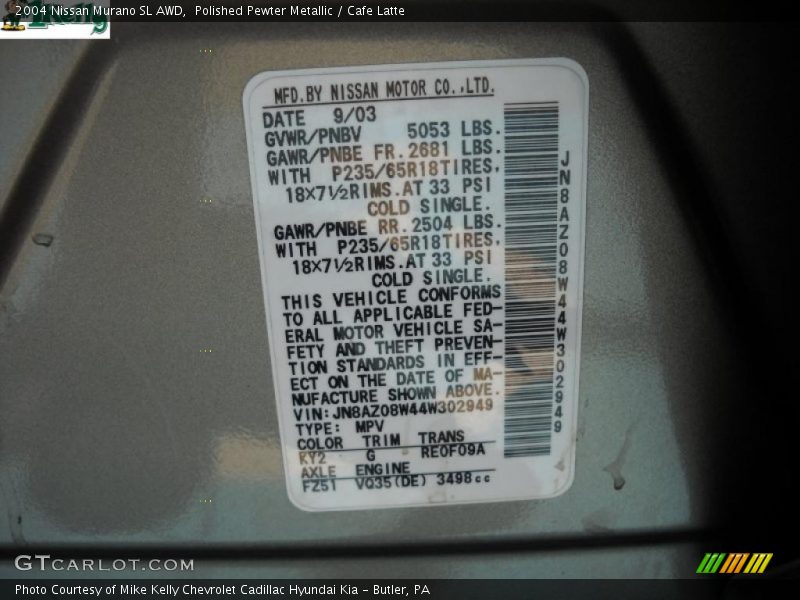 2004 Nissan Murano SL AWD, Polished Pewter Metallic / Cafe Latte
Kelly
MFD.BY NISSAN MOTOR CO.,LTD.
DATE 9/03
GVWR/PNBV 5053 LBS.
GAWR/PNBE FR.2681 LBS.
WITH P235/65R18TIRES,
18X7½RIMS.AT 33 PSI
COLD SINGLE.
GAWR/PNBE RR.2504 LBS.
WITH P235/65R18TIRES,
18X7½RIMS.AT 33 PSI
COLD SINGLE.
THIS VEHICLE CONFORMS
TO ALL APPLICABLE FED-
ERAL MOTOR VEHICLE SA-
FETY AND THEFT PREVEN-
TION STANDARDS IN EFF-
ECT ON THE DATE OF MA-
NUFACTURE SHOWN ABOVE.
VIN:JN8AZ08W44W302949
TYPE: MPV
COLOR TRIM TRANS
KY2 G RE0F09A
AXLE ENGINE
FZ51 VQ35(DE) 3498cc
JN8AZ08W44W302949
GTCARLOT.COM
Photo Courtesy of Mike Kelly Chevrolet Cadillac Hyundai Kia - Butler, PA